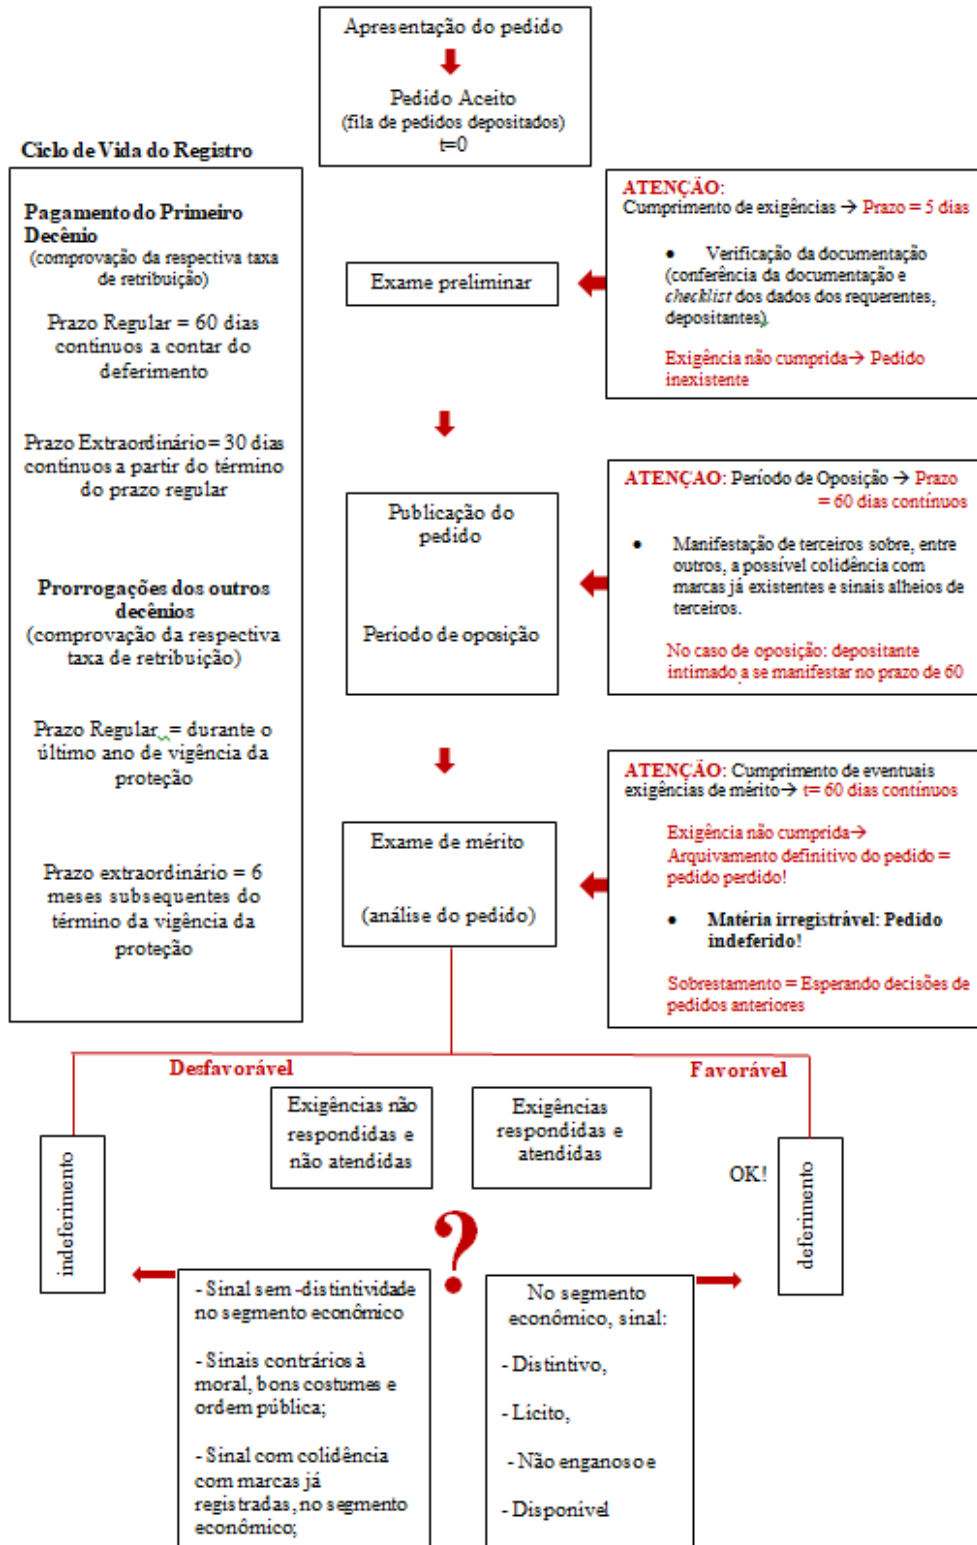 Apresentação do pedido
Pedido Aceito
(fila de pedidos depositados)
t=0
Ciclo de Vida do Registro
Pagamento do Primeiro
Decênio
(comprovação da respectiva taxa
de retribuição)
Prazo Regular = 60 dias
contínuos a contar do
deferimento
Prazo Extraordinário= 30 dias
contínuos a partir do término
do prazo regular
Prorrogações dos outros
decênios
(comprovação da respectiva
taxa de retribuição)
Prazo Regular = durante o
último ano de vigência da
proteção
Prazo extraordinário = 6
meses subsequentes do
término da vigência da
proteção
Exame preliminar
ATENÇÃO:
Cumprimento de exigências → Prazo = 5 dias
• Verificação da documentação
(conferência da documentação e
checklist dos dados dos requerentes,
depositantes)
Exigência não cumprida→ Pedido
inexistente
Publicação do
pedido
Período de oposição
ATENÇAO: Período de Oposição → Prazo
= 60 dias contínuos
• Manifestação de terceiros sobre, entre
outros, a possível colidência com
marcas já existentes e sinais alheios de
terceiros.
No caso de oposição: depositante
intimado a se manifestar no prazo de 60
Exame de mérito
(análise do pedido)
ATENÇÃO: Cumprimento de eventuais
exigências de mérito→ t= 60 dias contínuos
Exigência não cumprida→
Arquivamento definitivo do pedido =
pedido perdido!
• Matéria irregistrável: Pedido
indeferido!
Sobrestamento = Esperando decisões de
pedidos anteriores
Desfavorável
Favorável
Exigências não
respondidas e
não atendidas
Exigências
respondidas e
atendidas
indeferimento
OK!
deferimento
?
- Sinal sem -distintividade
no segmento econômico
- Sinais contrários à
moral, bons costumes e
ordem pública;
- Sinal com colidência
com marcas já
registradas, no segmento
econômico;
No segmento
econômico, sinal:
- Distintivo,
- Lícito,
- Não enganoso e
- Disponível